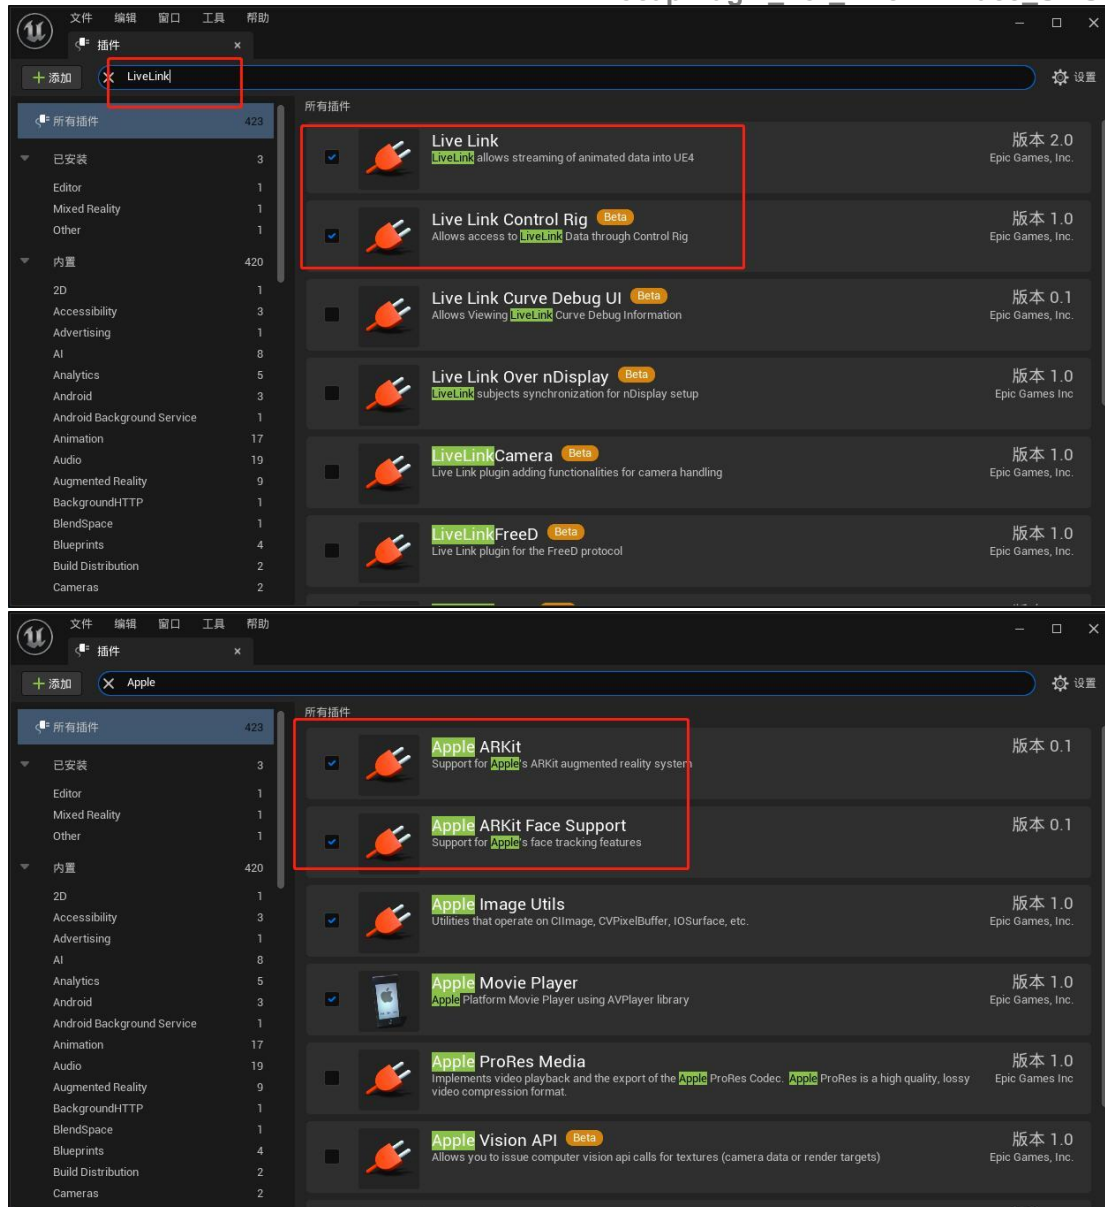 文件 编辑 窗口 工具 帮助
插件
添加 LiveLink 设置
所有插件 423
已安装 3
Editor 1
Mixed Reality 1
Other 1
内置 420
2D 1
Accessibility 3
Advertising 1
AI 8
Analytics 5
Android 3
Android Background Service 1
Animation 17
Audio 19
Augmented Reality 9
BackgroundHTTP 1
BlendSpace 1
Blueprints 4
Build Distribution 2
Cameras 2
所有插件
Live Link 版本 2.0
LiveLink allows streaming of animated data into UE4 Epic Games, Inc.
Live Link Control Rig Beta 版本 1.0
Allows access to LiveLink Data through Control Rig Epic Games, Inc.
Live Link Curve Debug UI Beta 版本 0.1
Allows Viewing LiveLink Curve Debug Information Epic Games, Inc.
Live Link Over nDisplay Beta 版本 1.0
LiveLink subjects synchronization for nDisplay setup Epic Games Inc
LiveLinkCamera Beta 版本 1.0
Live Link plugin adding functionalities for camera handling Epic Games, Inc.
LiveLinkFreeD Beta 版本 1.0
Live Link plugin for the FreeD protocol Epic Games, Inc.
文件 编辑 窗口 工具 帮助
插件
添加 Apple 设置
所有插件 423
已安装 3
Editor 1
Mixed Reality 1
Other 1
内置 420
2D 1
Accessibility 3
Advertising 1
AI 8
Analytics 5
Android 3
Android Background Service 1
Animation 17
Audio 19
Augmented Reality 9
BackgroundHTTP 1
BlendSpace 1
Blueprints 4
Build Distribution 2
Cameras 2
所有插件
Apple ARKit 版本 0.1
Support for Apple's ARKit augmented reality system
Apple ARKit Face Support 版本 0.1
Support for Apple's face tracking features
Apple Image Utils 版本 1.0
Utilities that operate on CIImage, CVPixelBuffer, IOSurface, etc. Epic Games, Inc.
Apple Movie Player 版本 1.0
Apple Platform Movie Player using AVPlayer library Epic Games, Inc.
Apple ProRes Media 版本 1.0
Implements video playback and the export of the Apple ProRes Codec. Apple ProRes is a high quality, lossy Epic Games Inc
video compression format.
Apple Vision API Beta 版本 1.0
Allows you to issue computer vision api calls for textures (camera data or render targets) Epic Games, Inc.